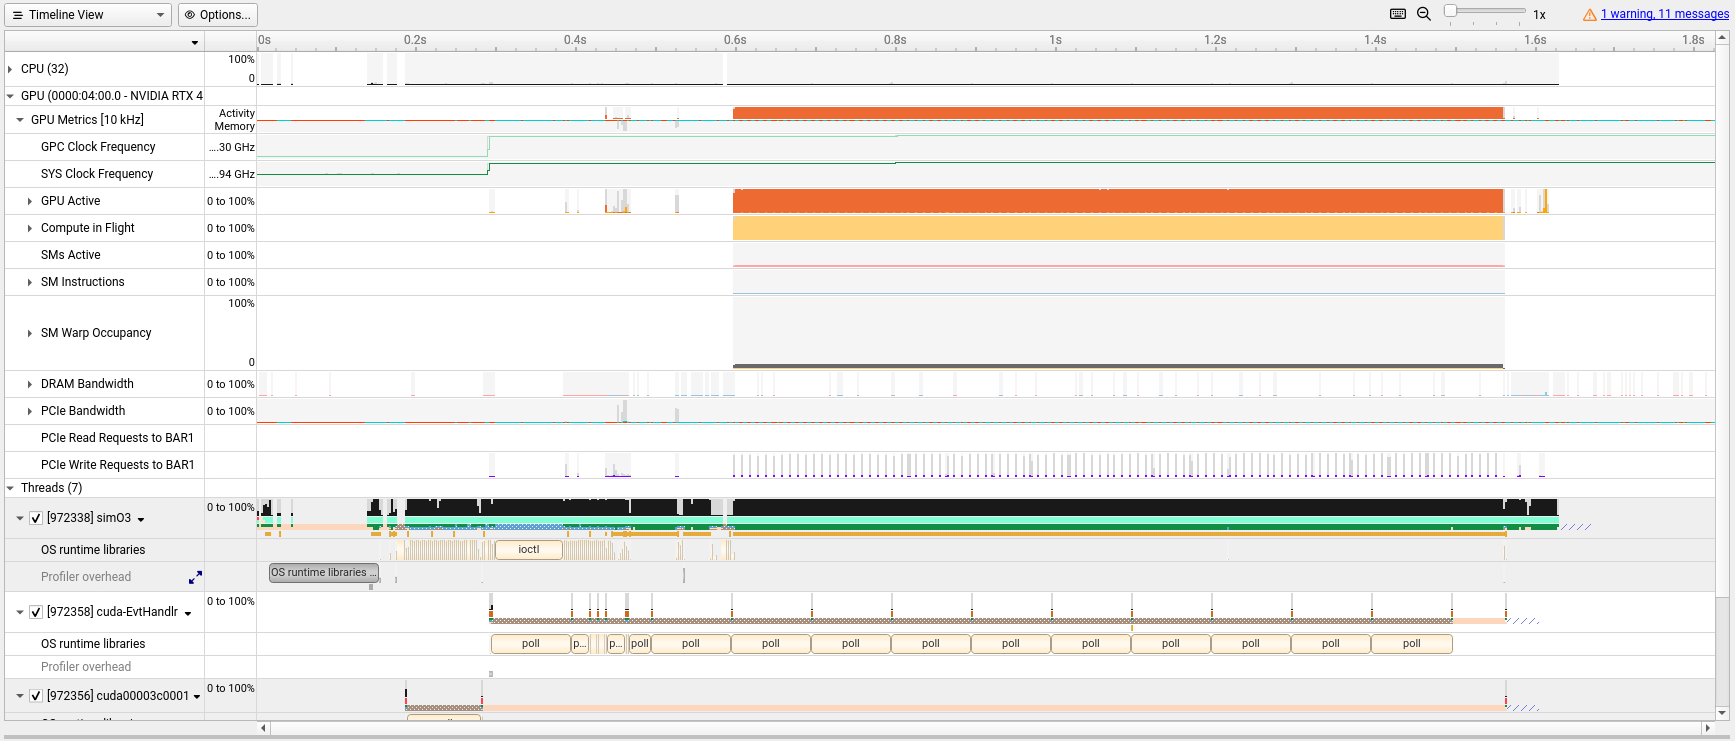 Timeline View
Options...
1x
1 warning, 11 messages
0s 0.2s 0.4s 0.6s 0.8s 1s 1.2s 1.4s 1.6s 1.8s
CPU (32)
100%
0
GPU (0000:04:00.0 - NVIDIA RTX 4
GPU Metrics [10 kHz]
Activity
Memory
GPC Clock Frequency
....30 GHz
SYS Clock Frequency
....94 GHz
GPU Active
0 to 100%
Compute in Flight
0 to 100%
SMs Active
0 to 100%
SM Instructions
0 to 100%
SM Warp Occupancy
100%
0
DRAM Bandwidth
0 to 100%
PCIe Bandwidth
0 to 100%
PCIe Read Requests to BAR1
PCIe Write Requests to BAR1
Threads (7)
[972338] simO3
0 to 100%
OS runtime libraries
ioctl
Profiler overhead
OS runtime libraries ...
[972358] cuda-EvtHandlr
0 to 100%
OS runtime libraries
poll p... p... poll poll poll poll poll poll poll poll poll poll poll
Profiler overhead
[972356] cuda00003c0001
0 to 100%